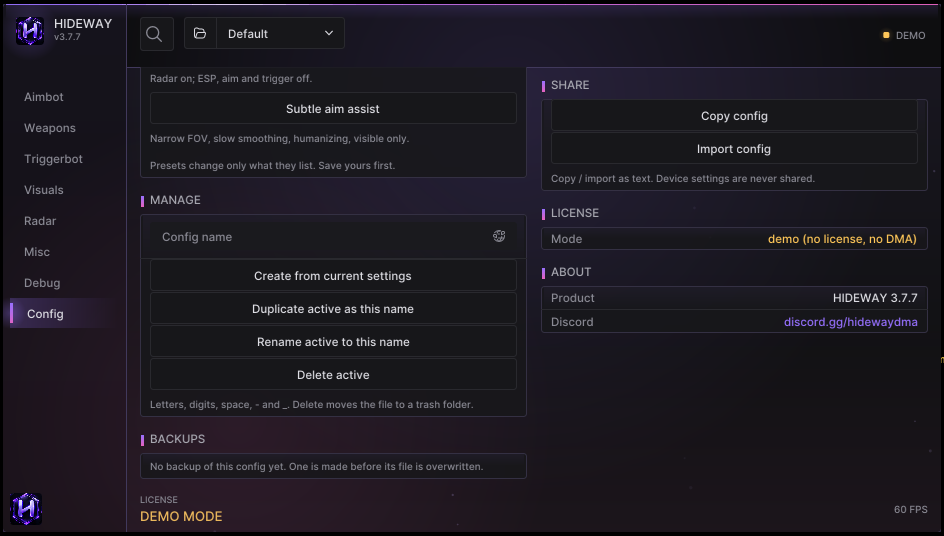 HIDEWAY
v3.7.7
Default
DEMO
Aimbot
Weapons
Triggerbot
Visuals
Radar
Misc
Debug
Config
Radar on; ESP, aim and trigger off.
Subtle aim assist
Narrow FOV, slow smoothing, humanizing, visible only.
Presets change only what they list. Save yours first.
MANAGE
Config name
Create from current settings
Duplicate active as this name
Rename active to this name
Delete active
Letters, digits, space, - and _. Delete moves the file to a trash folder.
BACKUPS
No backup of this config yet. One is made before its file is overwritten.
LICENSE
DEMO MODE
SHARE
Copy config
Import config
Copy / import as text. Device settings are never shared.
LICENSE
Mode demo (no license, no DMA)
ABOUT
Product HIDEWAY 3.7.7
Discord discord.gg/hidewaydma
60 FPS